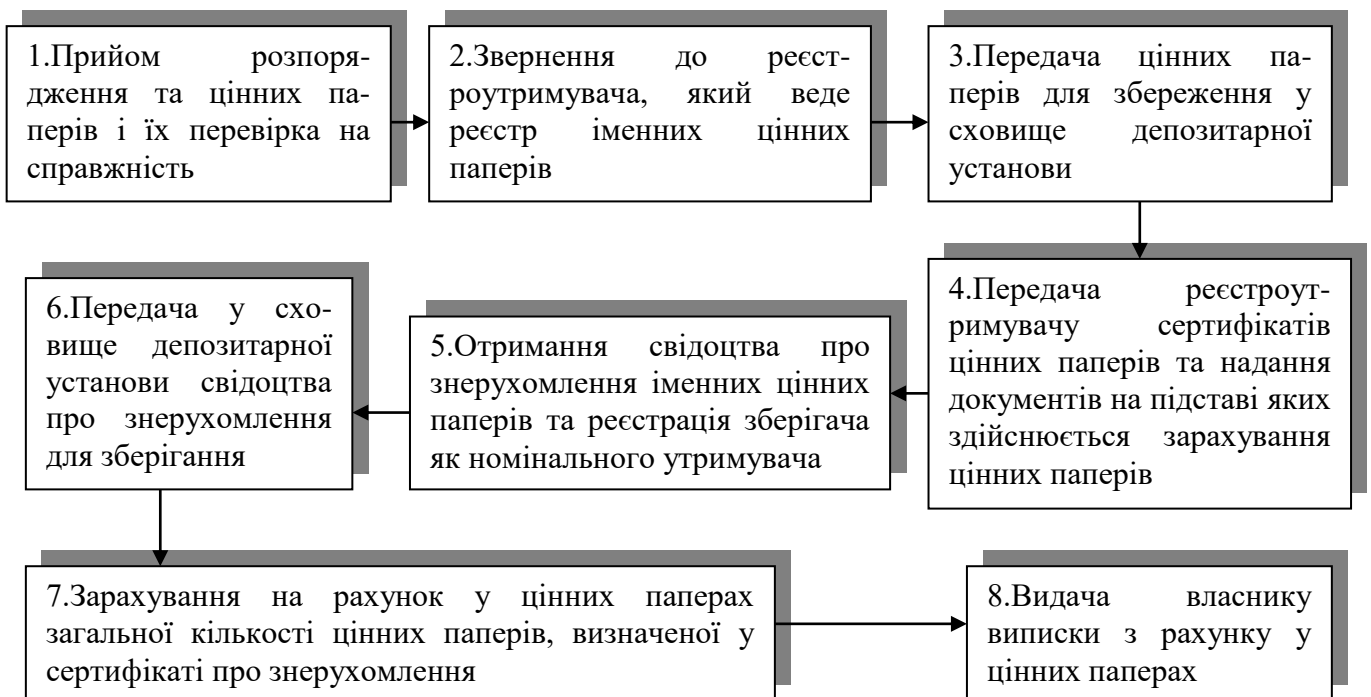 1.Прийом розпоря-
дження та цінних па-
перів і їх перевірка на
справжність
2.Звернення до реєст-
роутримувача, який веде
реєстр іменних цінних
паперів
3.Передача цінних па-
перів для збереження у
сховище депозитарної
установи
4.Передача реєстроут-
римувачу сертифікатів
цінних паперів та надання
документів на підставі яких
здійснюється зарахування
цінних паперів
5.Отримання свідоцтва про
знерухомлення іменних цінних
паперів та реєстрація зберігача
як номінального утримувача
6.Передача у схо-
вище депозитарної
установи свідоцтва
про знерухомлення
для зберігання
7.Зарахування на рахунок у цінних паперах
загальної кількості цінних паперів, визначеної у
сертифікаті про знерухомлення
8.Видача власнику
виписки з рахунку у
цінних паперах